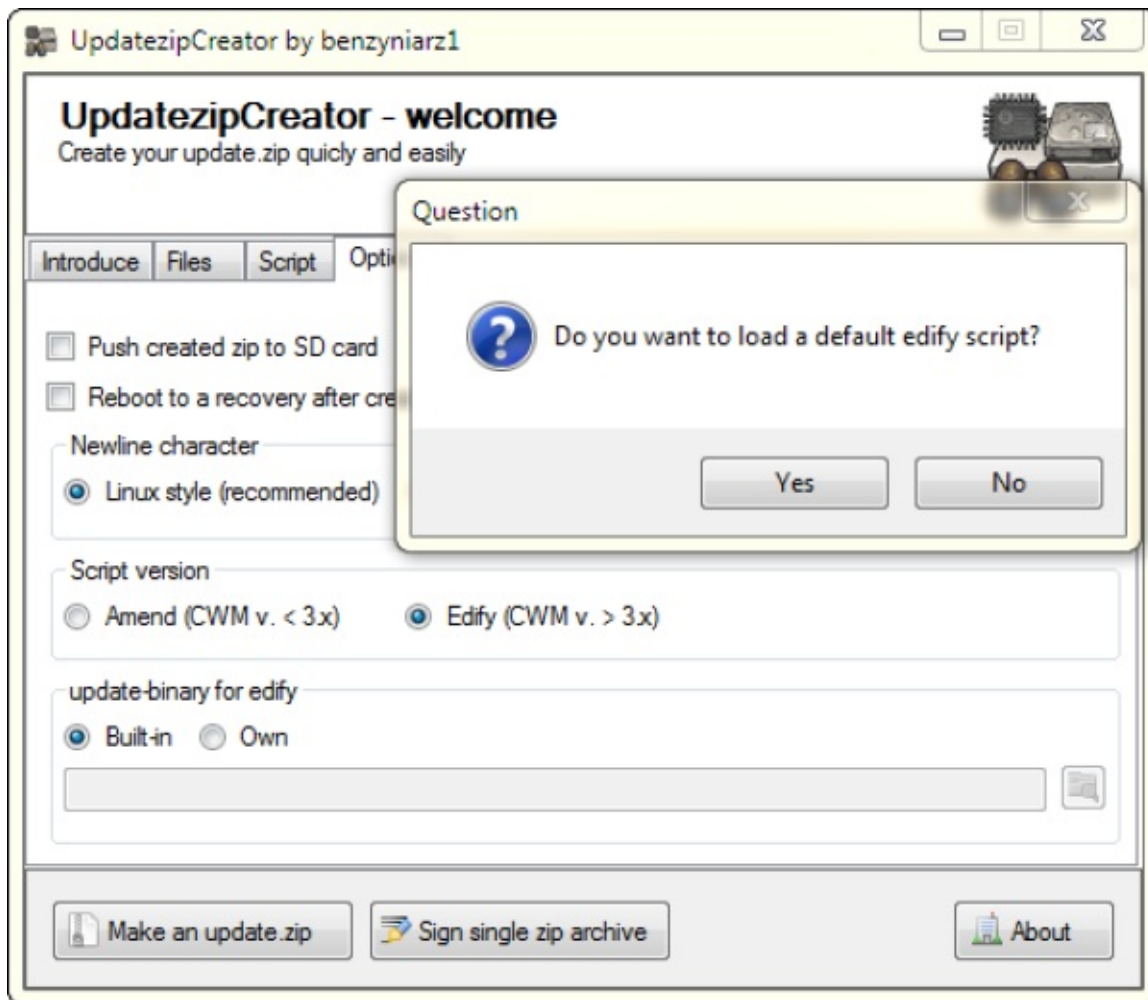 UpdatezipCreator by benzyniarz1
UpdatezipCreator - welcome
Create your update.zip quicly and easily
Question
Introduce Files Script Optio
Do you want to load a default edify script?
Push created zip to SD card
Reboot to a recovery after cre
Yes No
Newline character
Linux style (recommended)
Script version
Amend (CWM v. < 3.x) Edify (CWM v. > 3.x)
update-binary for edify
Built-in Own
Make an update.zip Sign single zip archive About